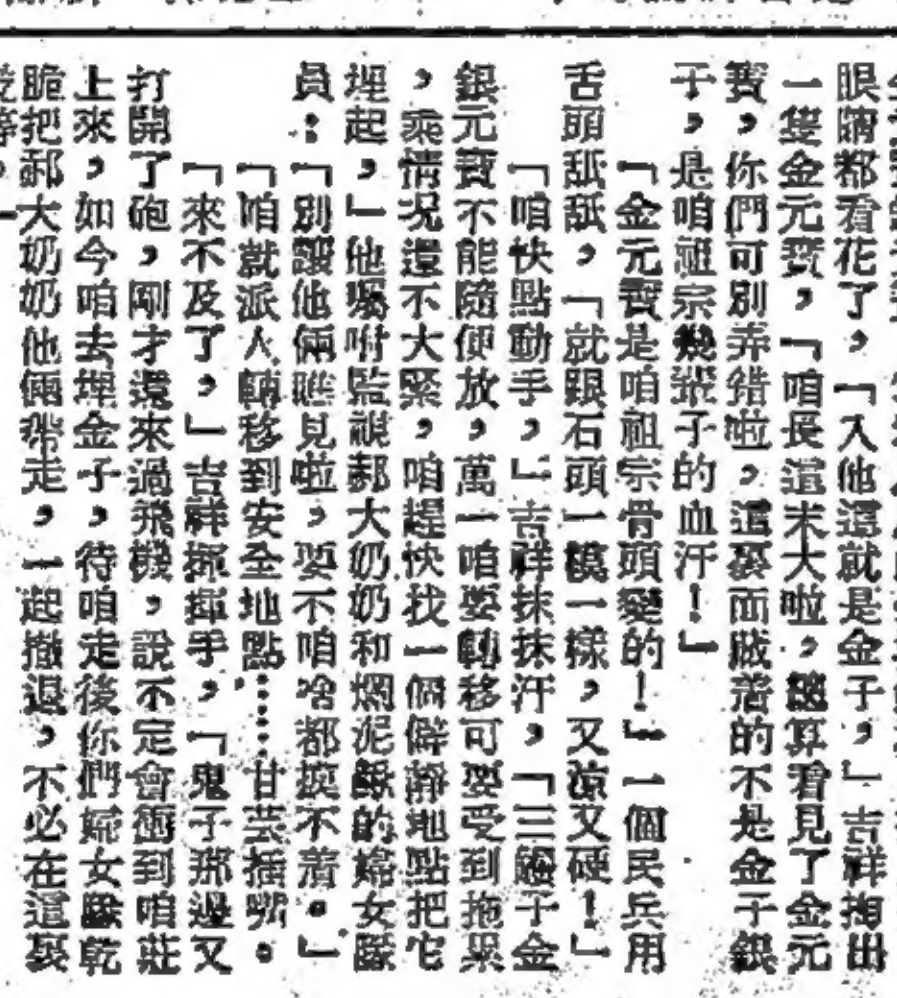 眼睛都看花了，「入他這就是金子，」吉祥掏出
一隻金元寶，「咱長這末大啦，總算看見了金元
寶，你們可別弄錯啦，這裏面藏着的不是金子銀
子，是咱祖宗幾輩子的血汗！」
「金元寶是咱祖宗骨頭變的！」一個民兵用
舌頭舐舐，「就跟石頭一模一樣，又涼又硬！」
「咱快點動手，」吉祥抹抹汗，「三罎子金
銀元寶不能隨便放，萬一咱要轉移可要受到拖累
，乘情況還不大緊，咱趕快找一個僻靜地點把它
埋起，」他囑咐監視郝大奶奶和爛泥鰍的婦女隊
員：「別讓他倆瞧見啦，要不咱啥都摸不着。」
「咱就派人轉移到安全地點，……甘芸插嘴。
「來不及了，」吉祥揮揮手，「鬼子那邊又
打開了砲，剛才還來過飛機，說不定會衝到咱莊
上來，如今咱去埋金子，待咱走後你們婦女隊乾
脆把郝大奶奶他倆帶走，一起撤退，不必在這裏